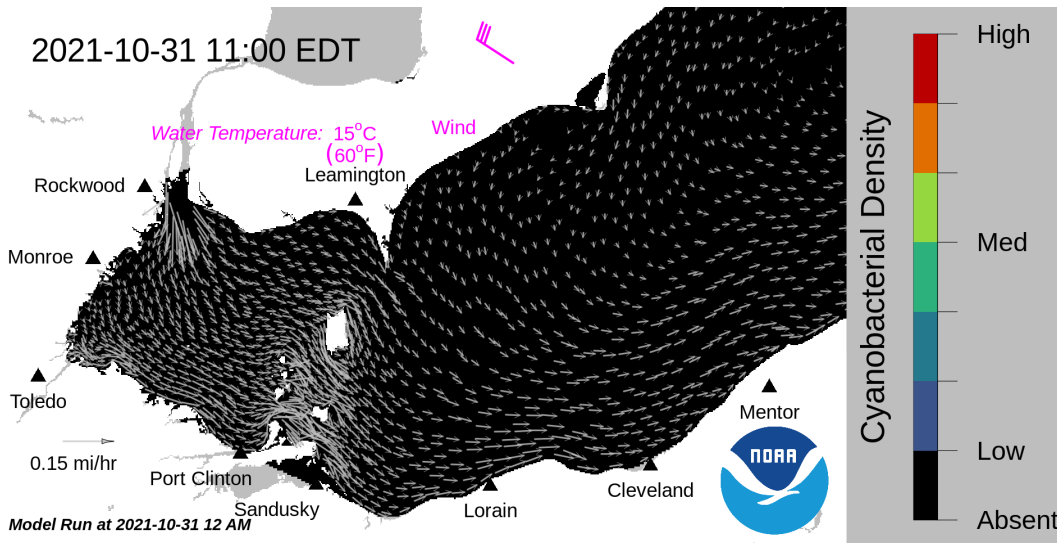 2021-10-31 11:00 EDT
High
Water Temperature: 15°C
(60°F)
Wind
Leamington
Rockwood
Monroe
Med
Cyanobacterial Density
Toledo
Mentor
0.15 mi/hr
Port Clinton
NOAA
Low
Cleveland
Sandusky
Lorain
Model Run at 2021-10-31 12 AM
Absent